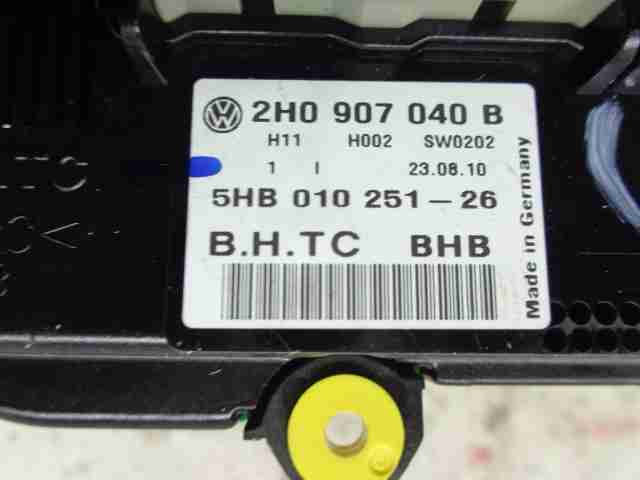 2H0 907 040 B
H11 H002 SW0202
1 I 23.08.10
5HB 010 251-26
B.H.TC BHB
Made in Germany